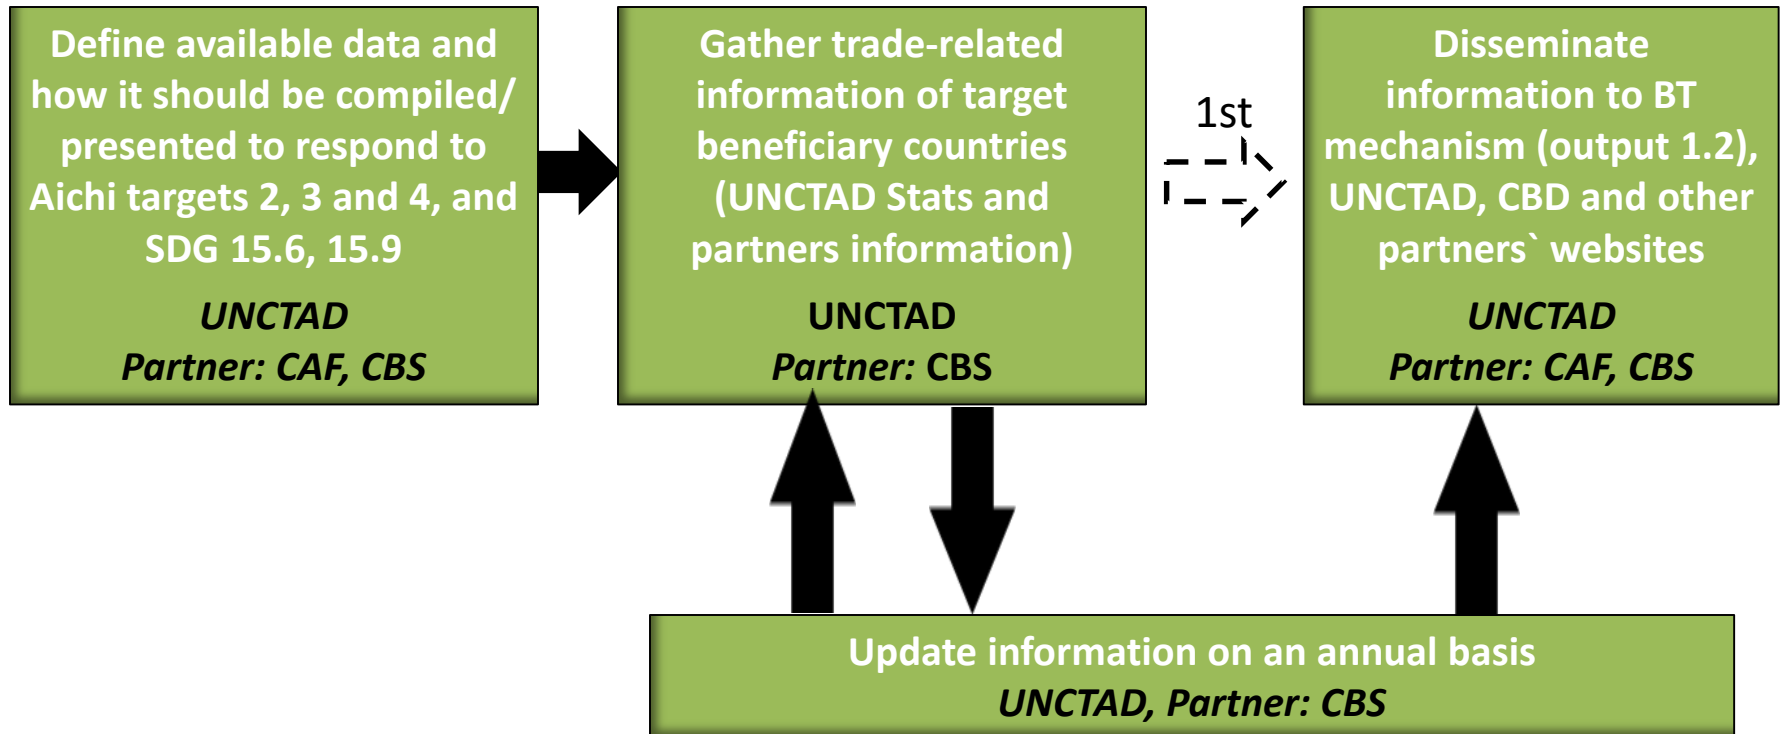 Define available data and
how it should be compiled/
presented to respond to
Aichi targets 2, 3 and 4, and
SDG 15.6, 15.9
UNCTAD
Partner: CAF, CBS
Gather trade-related
information of target
beneficiary countries
(UNCTAD Stats and
partners information)
UNCTAD
Partner: CBS
1st
Disseminate
information to BT
mechanism (output 1.2),
UNCTAD, CBD and other
partners` websites
UNCTAD
Partner: CAF, CBS
Update information on an annual basis
UNCTAD, Partner: CBS